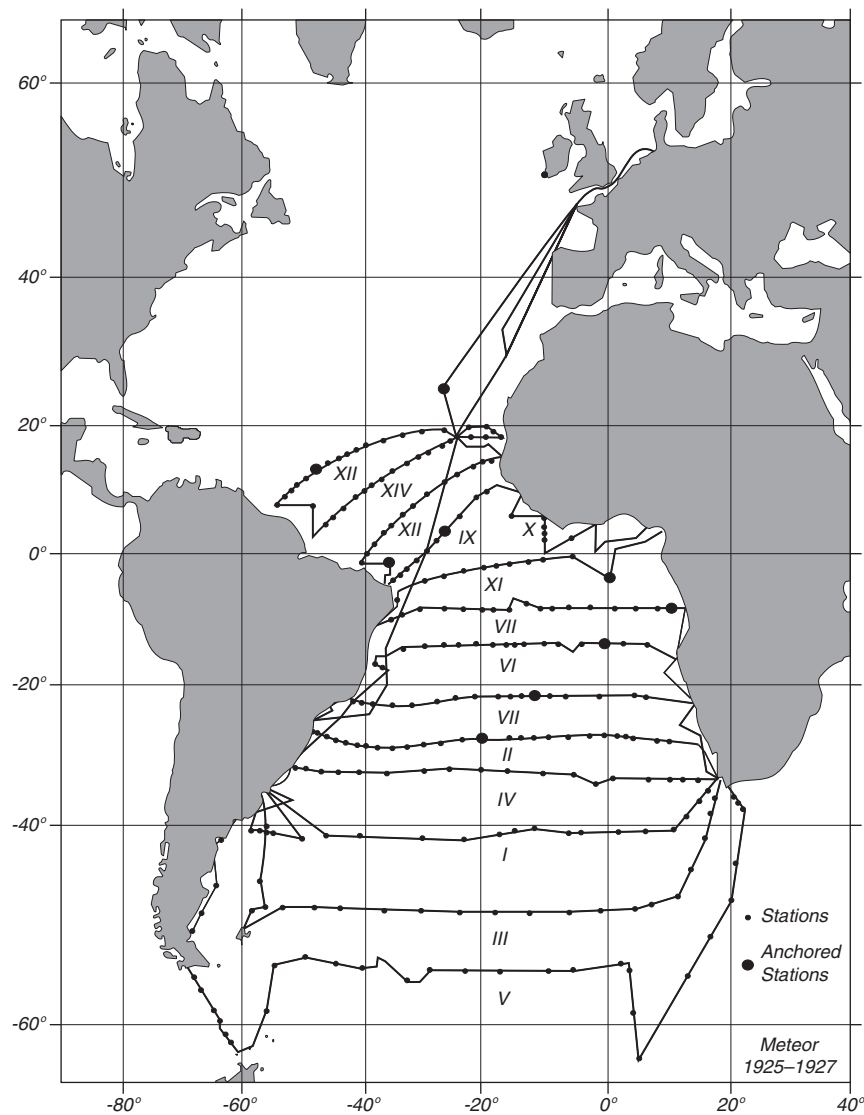 60°
40°
20°
XII
XIV
XII
IX
X
0°
XI
VII
VI
-20°
VII
II
IV
-40°
I
Stations
III
Anchored
Stations
V
-60°
Meteor
1925–1927
-80° -60° -40° -20° 0° 20° 40°